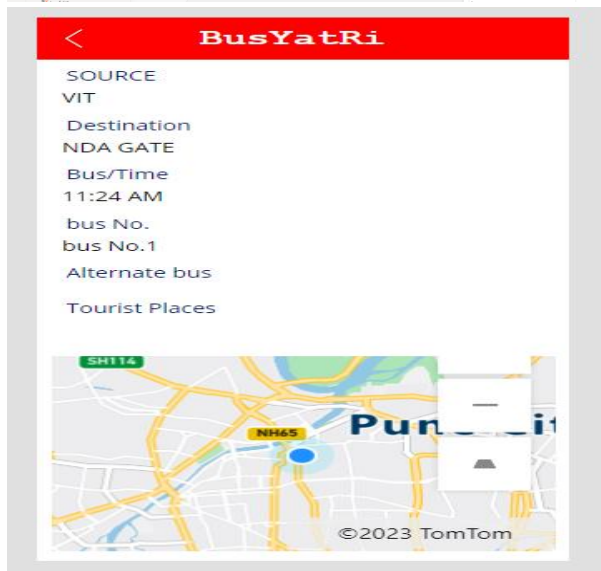 BusYatRi
SOURCE
VIT
Destination
NDA GATE
Bus/Time
11:24 AM
bus No.
bus No.1
Alternate bus
Tourist Places
SH114
NH65
©2023 TomTom